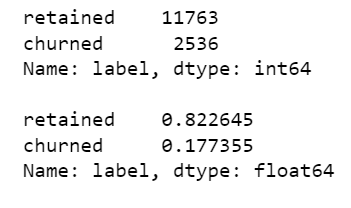 retained    11763
churned      2536
Name: label, dtype: int64
retained    0.822645
churned     0.177355
Name: label, dtype: float64